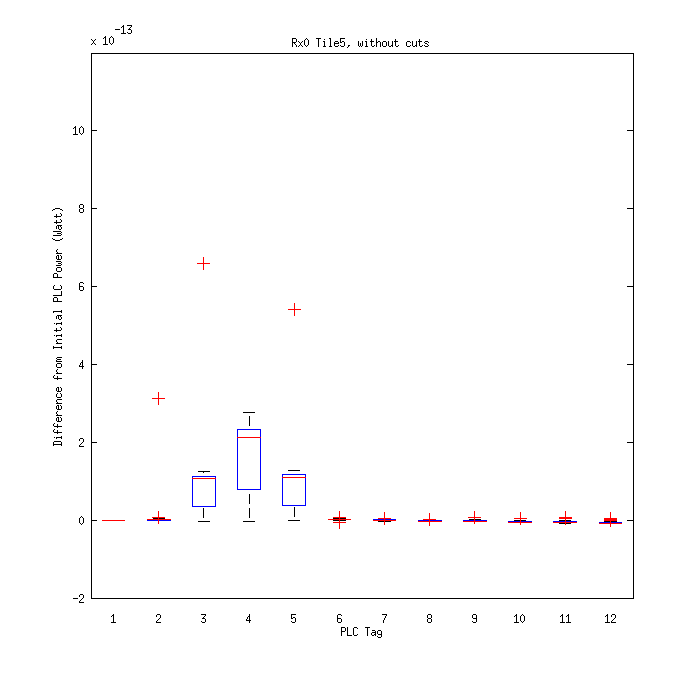 x 10-13
Rx0 Tile5, without cuts
Difference from Initial PLC Power (Watt)
10
8
6
4
2
0
-2
1 2 3 4 5 6 7 8 9 10 11 12
PLC Tag